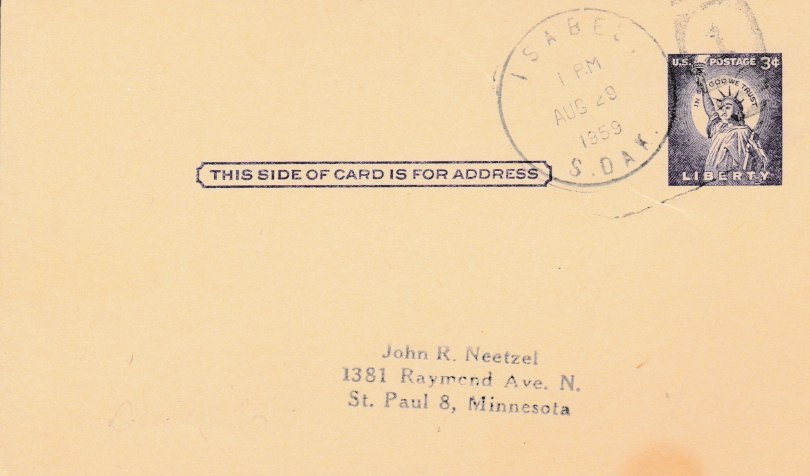 ISABEL,
1 PM
AUG 29
1959
S. DAK.
U.S. POSTAGE 3¢
IN GOD WE TRUST
LIBERTY
THIS SIDE OF CARD IS FOR ADDRESS
John R. Neetzel
1381 Raymond Ave. N.
St. Paul 8, Minnesota